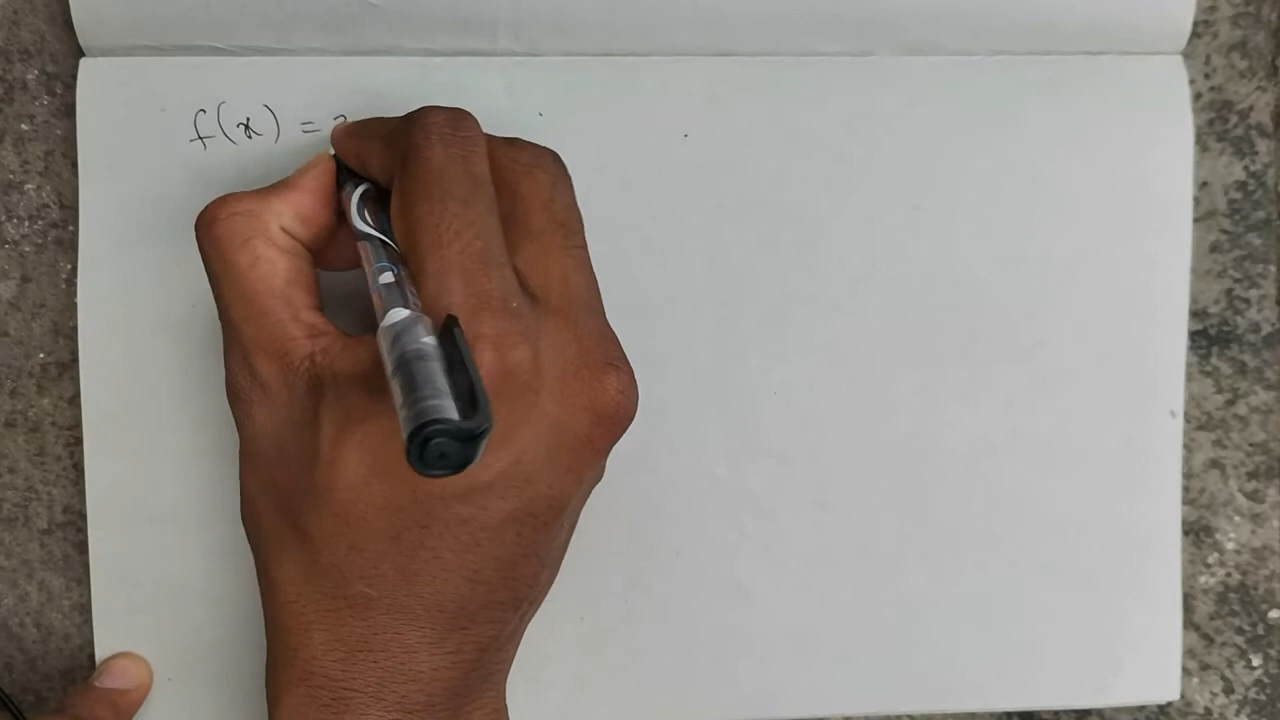 f(x) =